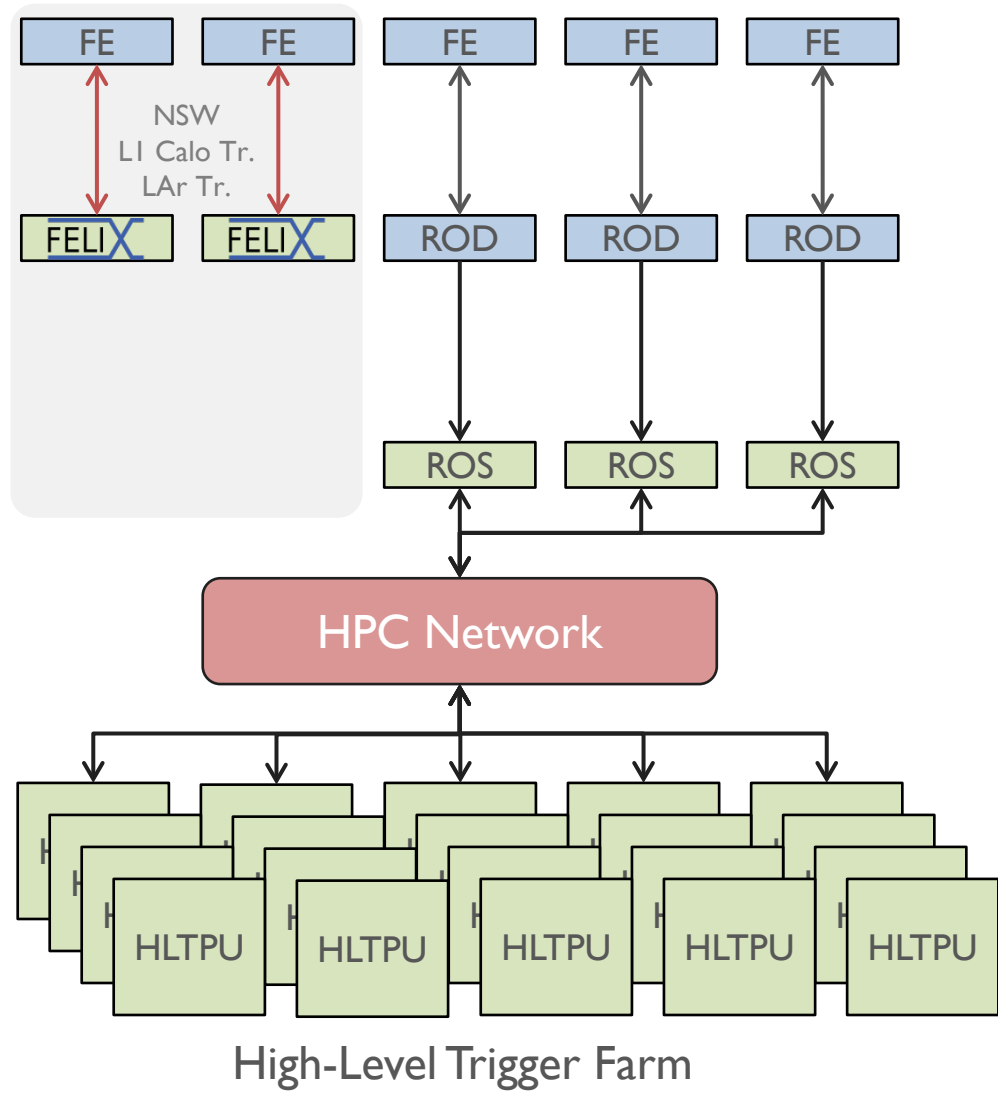 FE FE FE FE FE
NSW
L1 Calo Tr.
LAr Tr.
FELIX FELIX ROD ROD ROD
ROS ROS ROS
HPC Network
H H H
HLTPU HLTPU HLTPU HLTPU HLTPU
High-Level Trigger Farm